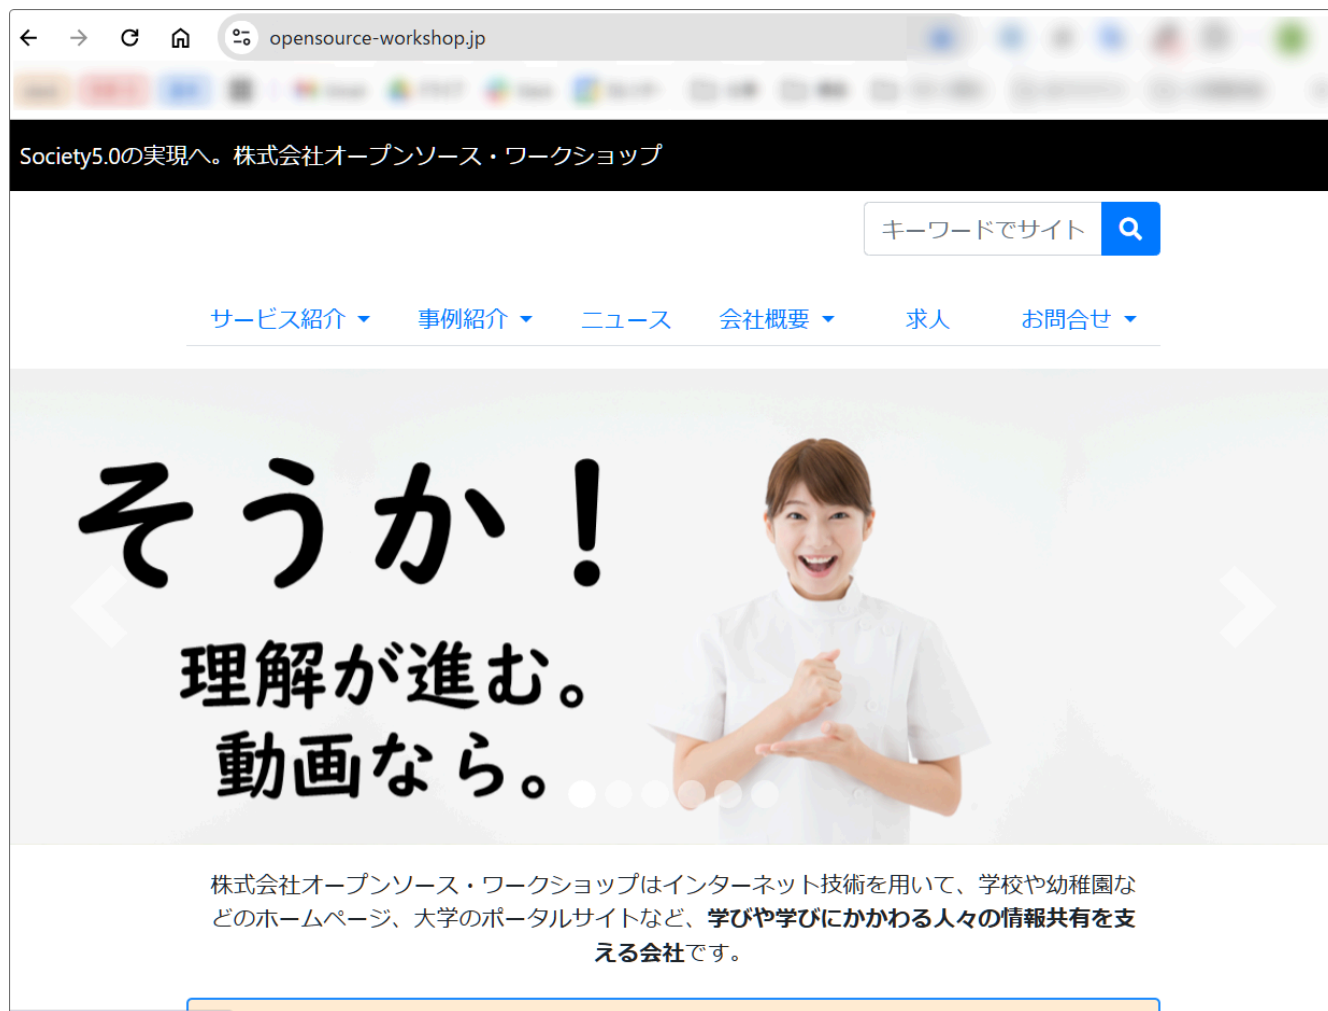 opensource-workshop.jp
Society5.0の実現へ。株式会社オープンソース・ワークショップ
キーワードでサイト
サービス紹介 事例紹介 ニュース 会社概要 求人 お問合せ
そうか！
理解が進む。
動画なら。
株式会社オープンソース・ワークショップはインターネット技術を用いて、学校や幼稚園な
どのホームページ、大学のポータルサイトなど、学びや学びにかかわる人々の情報共有を支
える会社です。